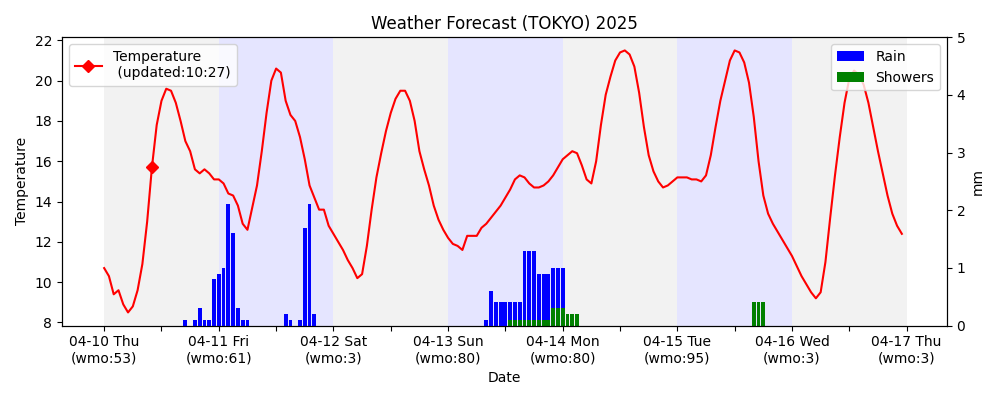 Weather Forecast (TOKYO) 2025
Temperature
(updated:10:27)
Rain
Showers
22
20
18
16
14
12
10
8
Temperature
5
4
3
2
1
0
mm
04-10 Thu
(wmo:53)
04-11 Fri
(wmo:61)
04-12 Sat
(wmo:3)
04-13 Sun
(wmo:80)
04-14 Mon
(wmo:80)
04-15 Tue
(wmo:95)
04-16 Wed
(wmo:3)
04-17 Thu
(wmo:3)
Date